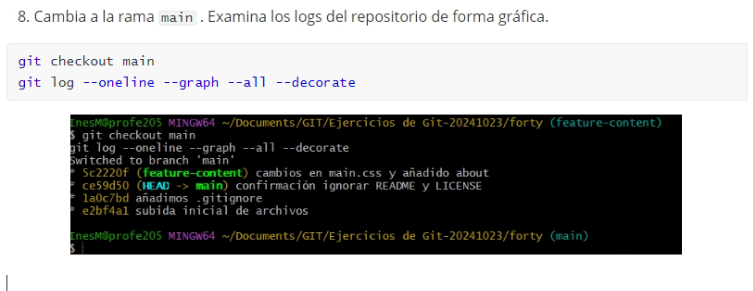 8. Cambia a la rama main . Examina los logs del repositorio de forma gráfica.
git checkout main
git log --oneline --graph --all --decorate
InesM@profe205 MINGW64 ~/Documents/GIT/Ejercicios de Git-20241023/forty (feature-content)
$ git checkout main
git log --oneline --graph --all --decorate
Switched to branch 'main'
* 5c2220f (feature-content) cambios en main.css y añadido about
* ce59d50 (HEAD -> main) confirmación ignorar README y LICENSE
* 1a0c7bd añadimos .gitignore
* e2bf4a1 subida inicial de archivos
InesM@profe205 MINGW64 ~/Documents/GIT/Ejercicios de Git-20241023/forty (main)
$